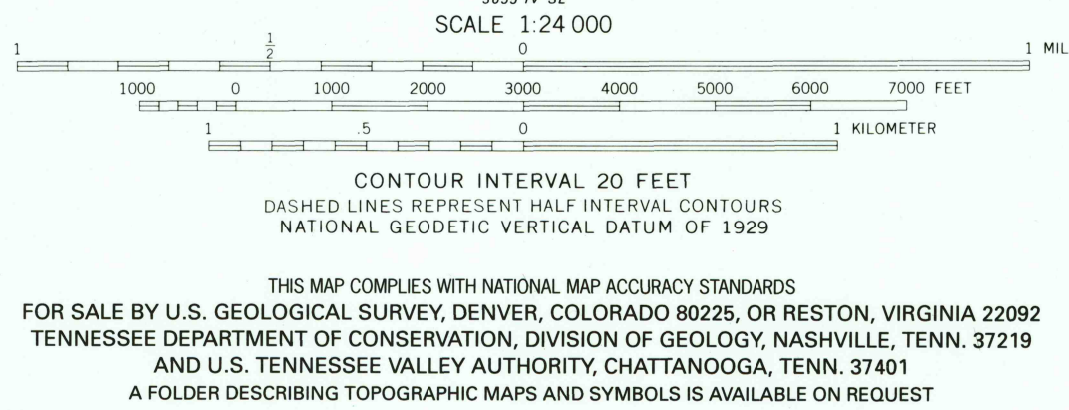 SCALE 1:24 000
1 1/2 0 1 MIL
1000 0 1000 2000 3000 4000 5000 6000 7000 FEET
1 .5 0 1 KILOMETER
CONTOUR INTERVAL 20 FEET
DASHED LINES REPRESENT HALF INTERVAL CONTOURS
NATIONAL GEODETIC VERTICAL DATUM OF 1929
THIS MAP COMPLIES WITH NATIONAL MAP ACCURACY STANDARDS
FOR SALE BY U.S. GEOLOGICAL SURVEY, DENVER, COLORADO 80225, OR RESTON, VIRGINIA 22092
TENNESSEE DEPARTMENT OF CONSERVATION, DIVISION OF GEOLOGY, NASHVILLE, TENN. 37219
AND U.S. TENNESSEE VALLEY AUTHORITY, CHATTANOOGA, TENN. 37401
A FOLDER DESCRIBING TOPOGRAPHIC MAPS AND SYMBOLS IS AVAILABLE ON REQUEST